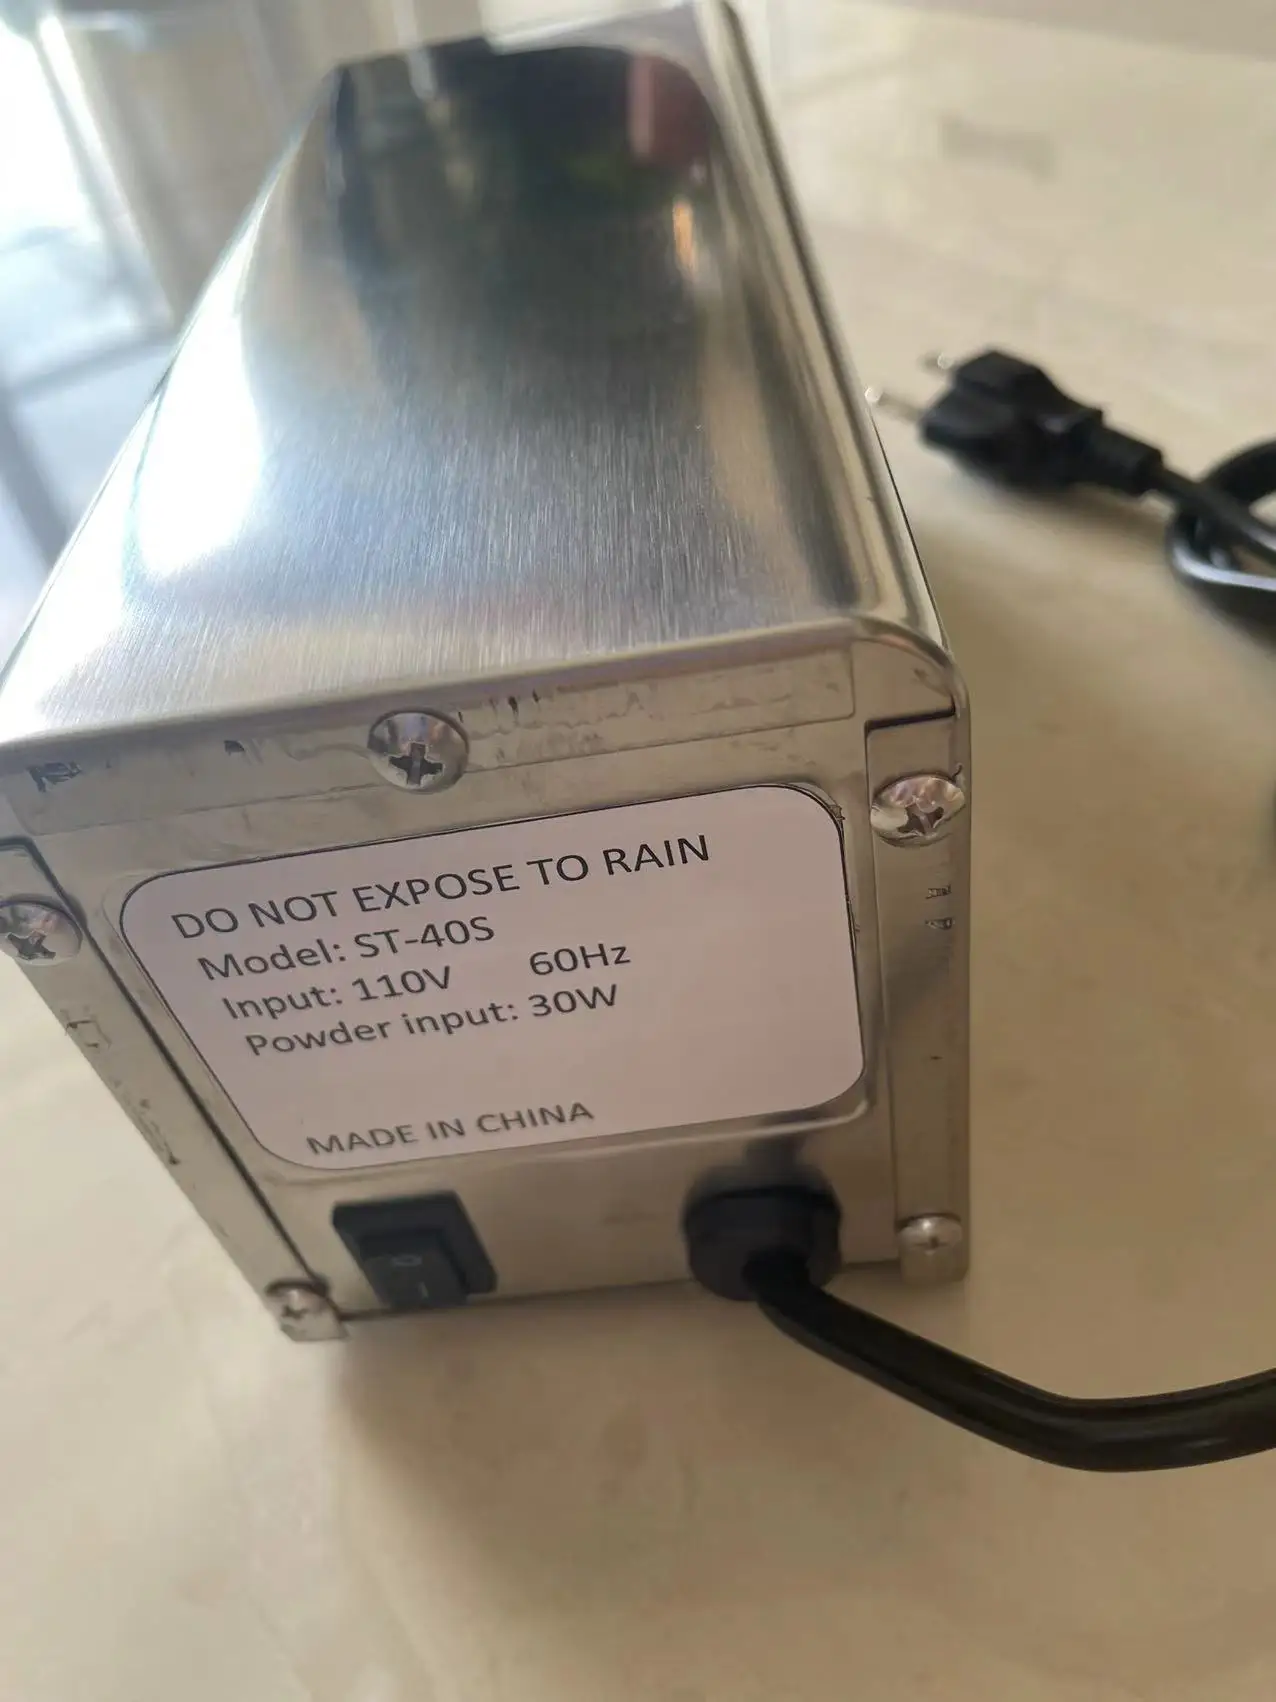 DO NOT EXPOSE TO RAIN
Model: ST-40S
Input: 110V 60Hz
Powder input: 30W
MADE IN CHINA